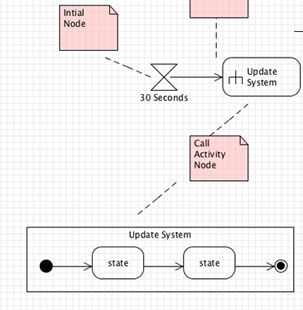 Intial
Node
Update
System
30 Seconds
Call
Activity
Node
Update System
state
state